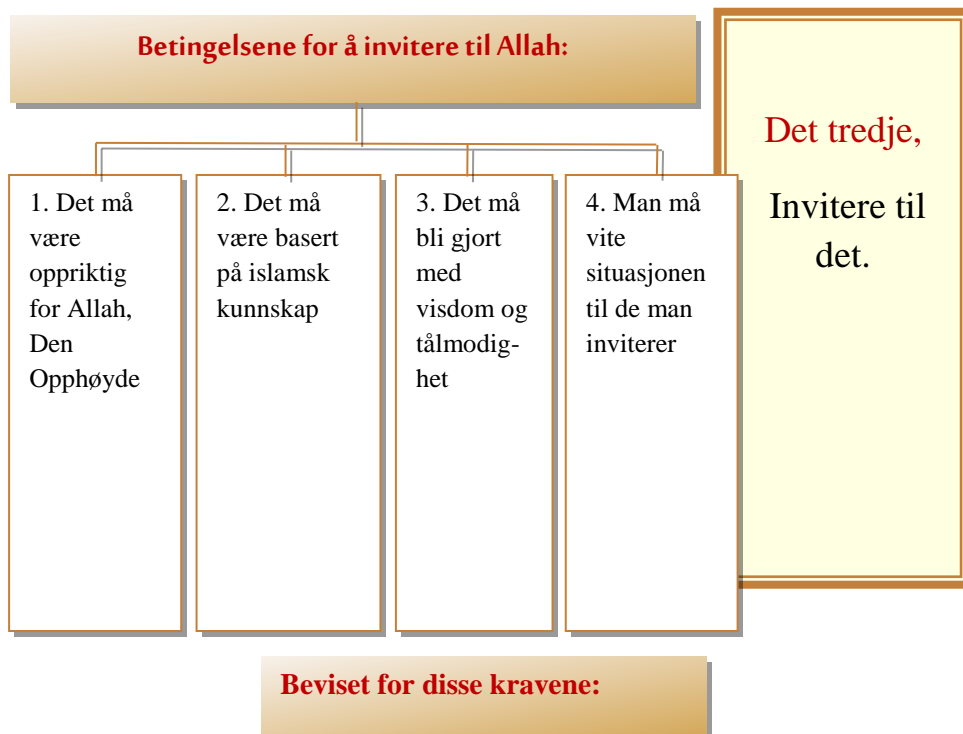 Betingelsene for å invitere til Allah:
1. Det må
være
oppriktig
for Allah,
Den
Opphøyde
2. Det må
være basert
på islamsk
kunnskap
3. Det må
bli gjort
med
visdom og
tålmodig-
het
4. Man må
vite
situasjonen
til de man
inviterer
Det tredje,
Invitere til
det.
Beviset for disse kravene: